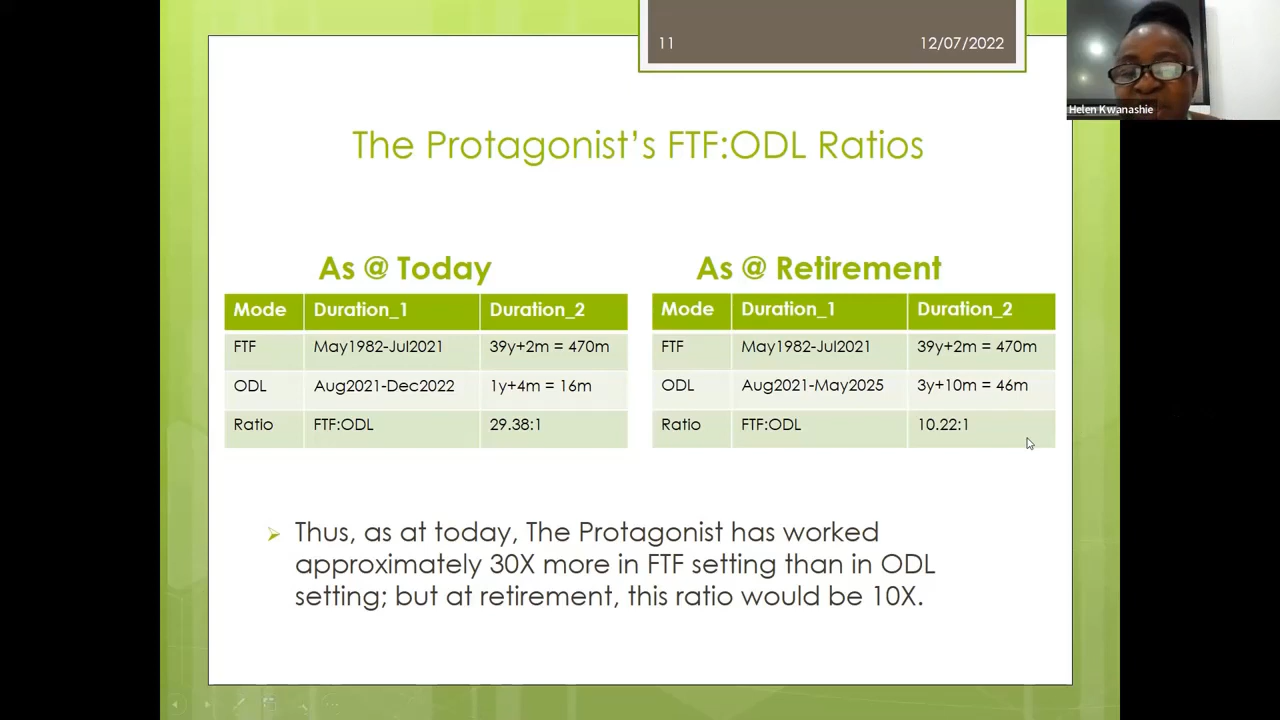 11 12/07/2022
Helen Kwanashie
The Protagonist’s FTF:ODL Ratios
As @ Today
Mode Duration_1 Duration_2
FTF May1982-Jul2021 39y+2m = 470m
ODL Aug2021-Dec2022 1y+4m = 16m
Ratio FTF:ODL 29.38:1
As @ Retirement
Mode Duration_1 Duration_2
FTF May1982-Jul2021 39y+2m = 470m
ODL Aug2021-May2025 3y+10m = 46m
Ratio FTF:ODL 10.22:1
Thus, as at today, The Protagonist has worked
approximately 30X more in FTF setting than in ODL
setting; but at retirement, this ratio would be 10X.